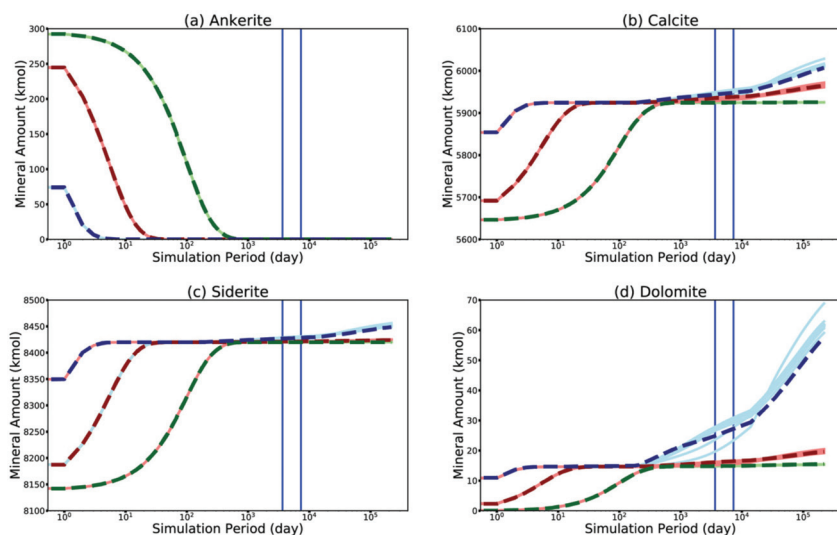 (a) Ankerite
Mineral Amount (kmol)
300
250
200
150
100
50
0
10⁰ 10¹ 10² 10³ 10⁴ 10⁵
Simulation Period (day)
(b) Calcite
Mineral Amount (kmol)
6100
6000
5900
5800
5700
5600
10⁰ 10¹ 10² 10³ 10⁴ 10⁵
Simulation Period (day)
(c) Siderite
Mineral Amount (kmol)
8500
8450
8400
8350
8300
8250
8200
8150
8100
10⁰ 10¹ 10² 10³ 10⁴ 10⁵
Simulation Period (day)
(d) Dolomite
Mineral Amount (kmol)
70
60
50
40
30
20
10
0
10⁰ 10¹ 10² 10³ 10⁴ 10⁵
Simulation Period (day)